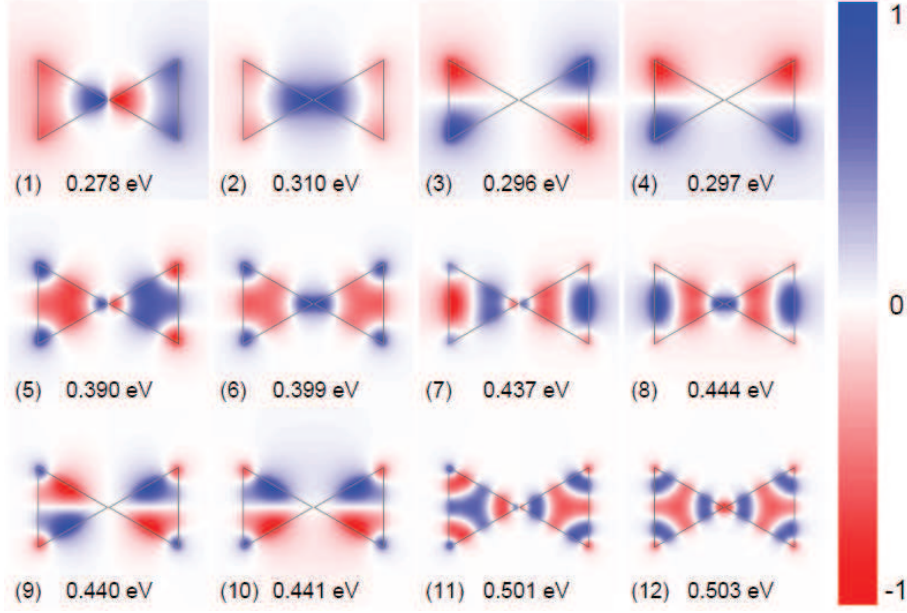 1
(1) 0.278 eV (2) 0.310 eV (3) 0.296 eV (4) 0.297 eV
0
(5) 0.390 eV (6) 0.399 eV (7) 0.437 eV (8) 0.444 eV
(9) 0.440 eV (10) 0.441 eV (11) 0.501 eV (12) 0.503 eV
-1